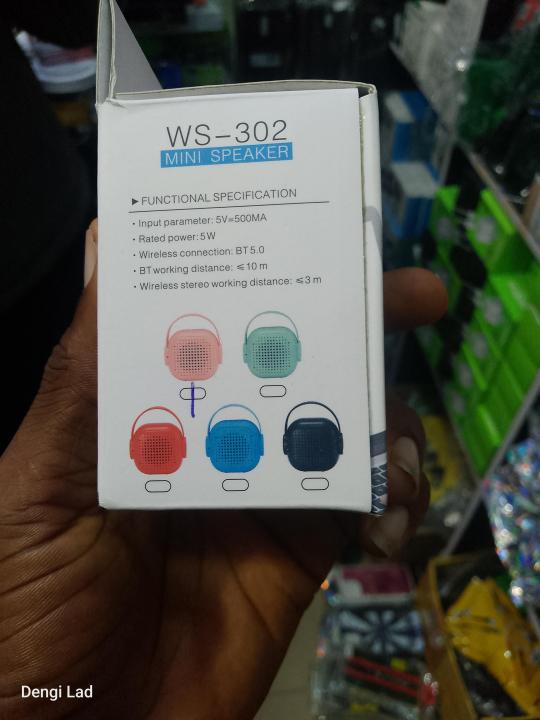 WS-302
MINI SPEAKER
▶ FUNCTIONAL SPECIFICATION
· Input parameter: 5V=500MA
· Rated power: 5W
· Wireless connection: BT 5.0
· BT working distance: ≤10 m
· Wireless stereo working distance: ≤3 m
Dengi Lad